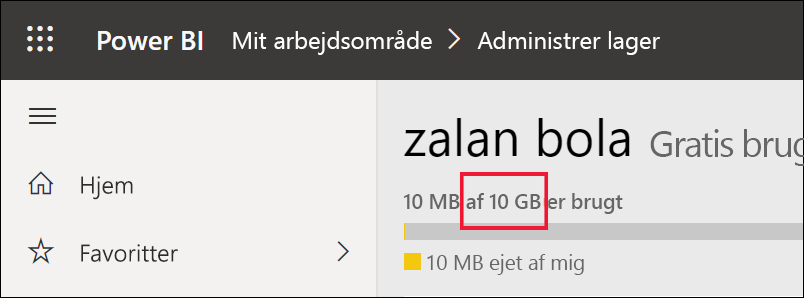 Power BI Mit arbejdsområde > Administrer lager
zalan bola Gratis brug
10 MB af 10 GB er brugt
10 MB ejet af mig
Hjem
Favoritter